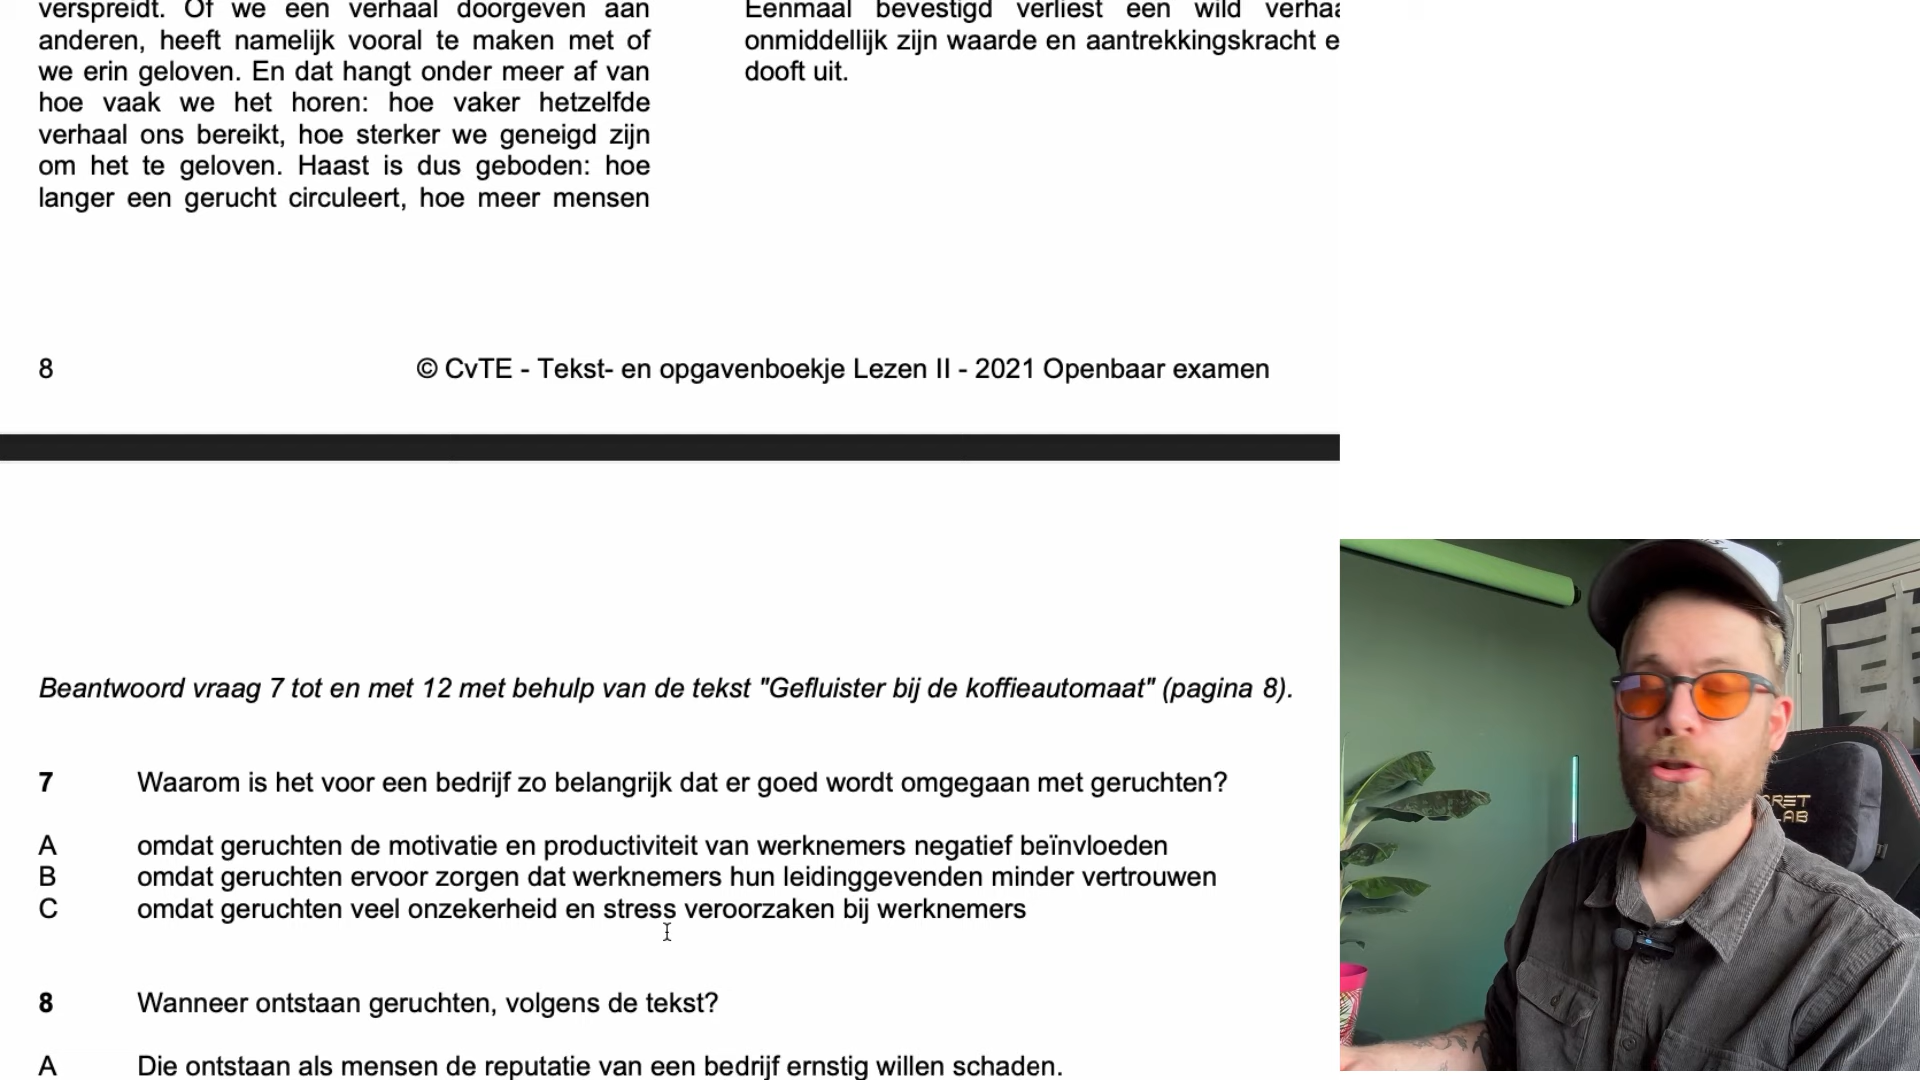 verspreidt. Of we een verhaal doorgeven aan
anderen, heeft namelijk vooral te maken met of
we erin geloven. En dat hangt onder meer af van
hoe vaak we het horen: hoe vaker hetzelfde
verhaal ons bereikt, hoe sterker we geneigd zijn
om het te geloven. Haast is dus geboden: hoe
langer een gerucht circuleert, hoe meer mensen
Eenmaal bevestigd verliest een wild
onmiddellijk zijn waarde en aantrekkingskracht
dooft uit.
8 © CvTE - Tekst- en opgavenboekje Lezen II - 2021 Openbaar examen
Beantwoord vraag 7 tot en met 12 met behulp van de tekst "Gefluister bij de koffieautomaat" (pagina 8).
7 Waarom is het voor een bedrijf zo belangrijk dat er goed wordt omgegaan met geruchten?
A omdat geruchten de motivatie en productiviteit van werknemers negatief beïnvloeden
B omdat geruchten ervoor zorgen dat werknemers hun leidinggevenden minder vertrouwen
C omdat geruchten veel onzekerheid en stress veroorzaken bij werknemers
8 Wanneer ontstaan geruchten, volgens de tekst?
A Die ontstaan als mensen de reputatie van een bedrijf ernstig willen schaden.